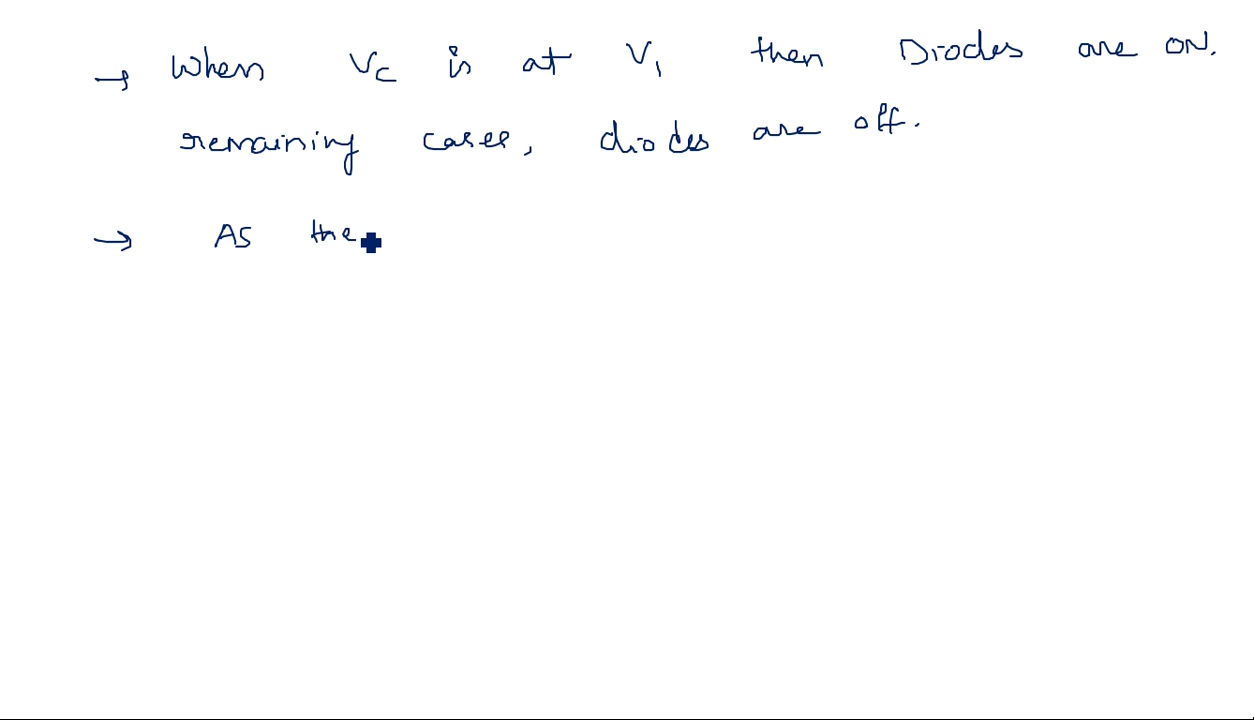 → When Vc is at V1 then Diodes are ON.
remaining cases, diodes are off.
→ As the